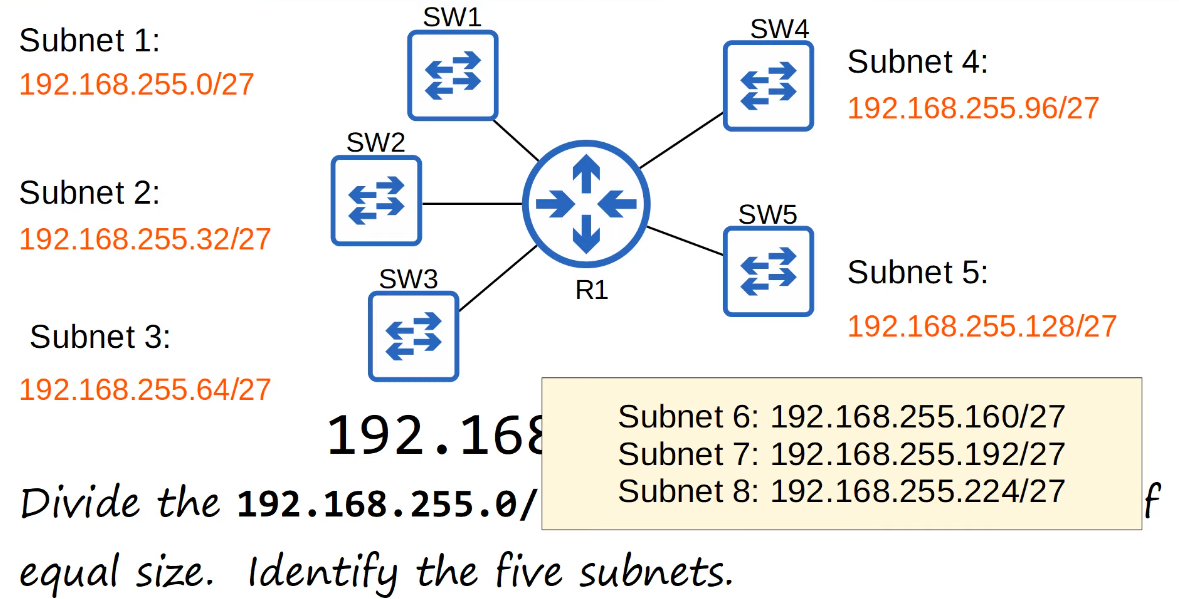 SW1
SW4
Subnet 1:
192.168.255.0/27
Subnet 4:
192.168.255.96/27
SW2
Subnet 2:
192.168.255.32/27
SW5
SW3
R1
Subnet 5:
192.168.255.128/27
Subnet 3:
192.168.255.64/27
192.168
Subnet 6: 192.168.255.160/27
Subnet 7: 192.168.255.192/27
Subnet 8: 192.168.255.224/27
Divide the 192.168.255.0/ f
equal size. Identify the five subnets.